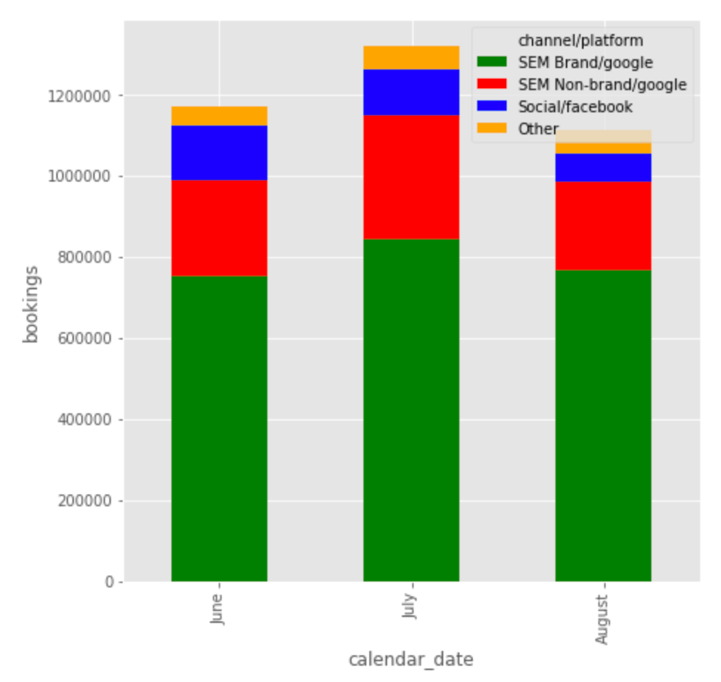 channel/platform
SEM Brand/google
SEM Non-brand/google
Social/facebook
Other
1200000
1000000
800000
600000
400000
200000
0
bookings
June
July
August
calendar_date